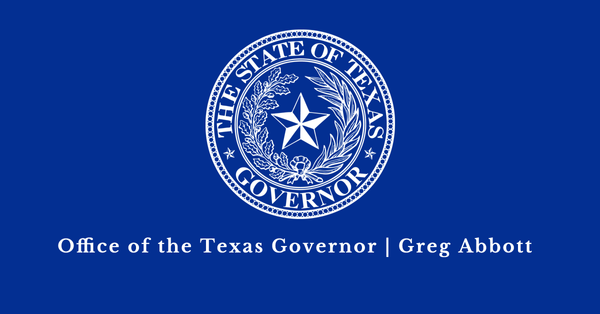 THE STATE OF TEXAS
GOVERNOR
Office of the Texas Governor | Greg Abbott